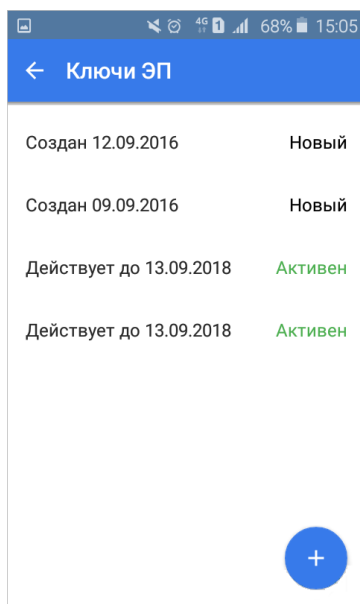 4G 1 68% 15:05
Ключи ЭП
Создан 12.09.2016 Новый
Создан 09.09.2016 Новый
Действует до 13.09.2018 Активен
Действует до 13.09.2018 Активен